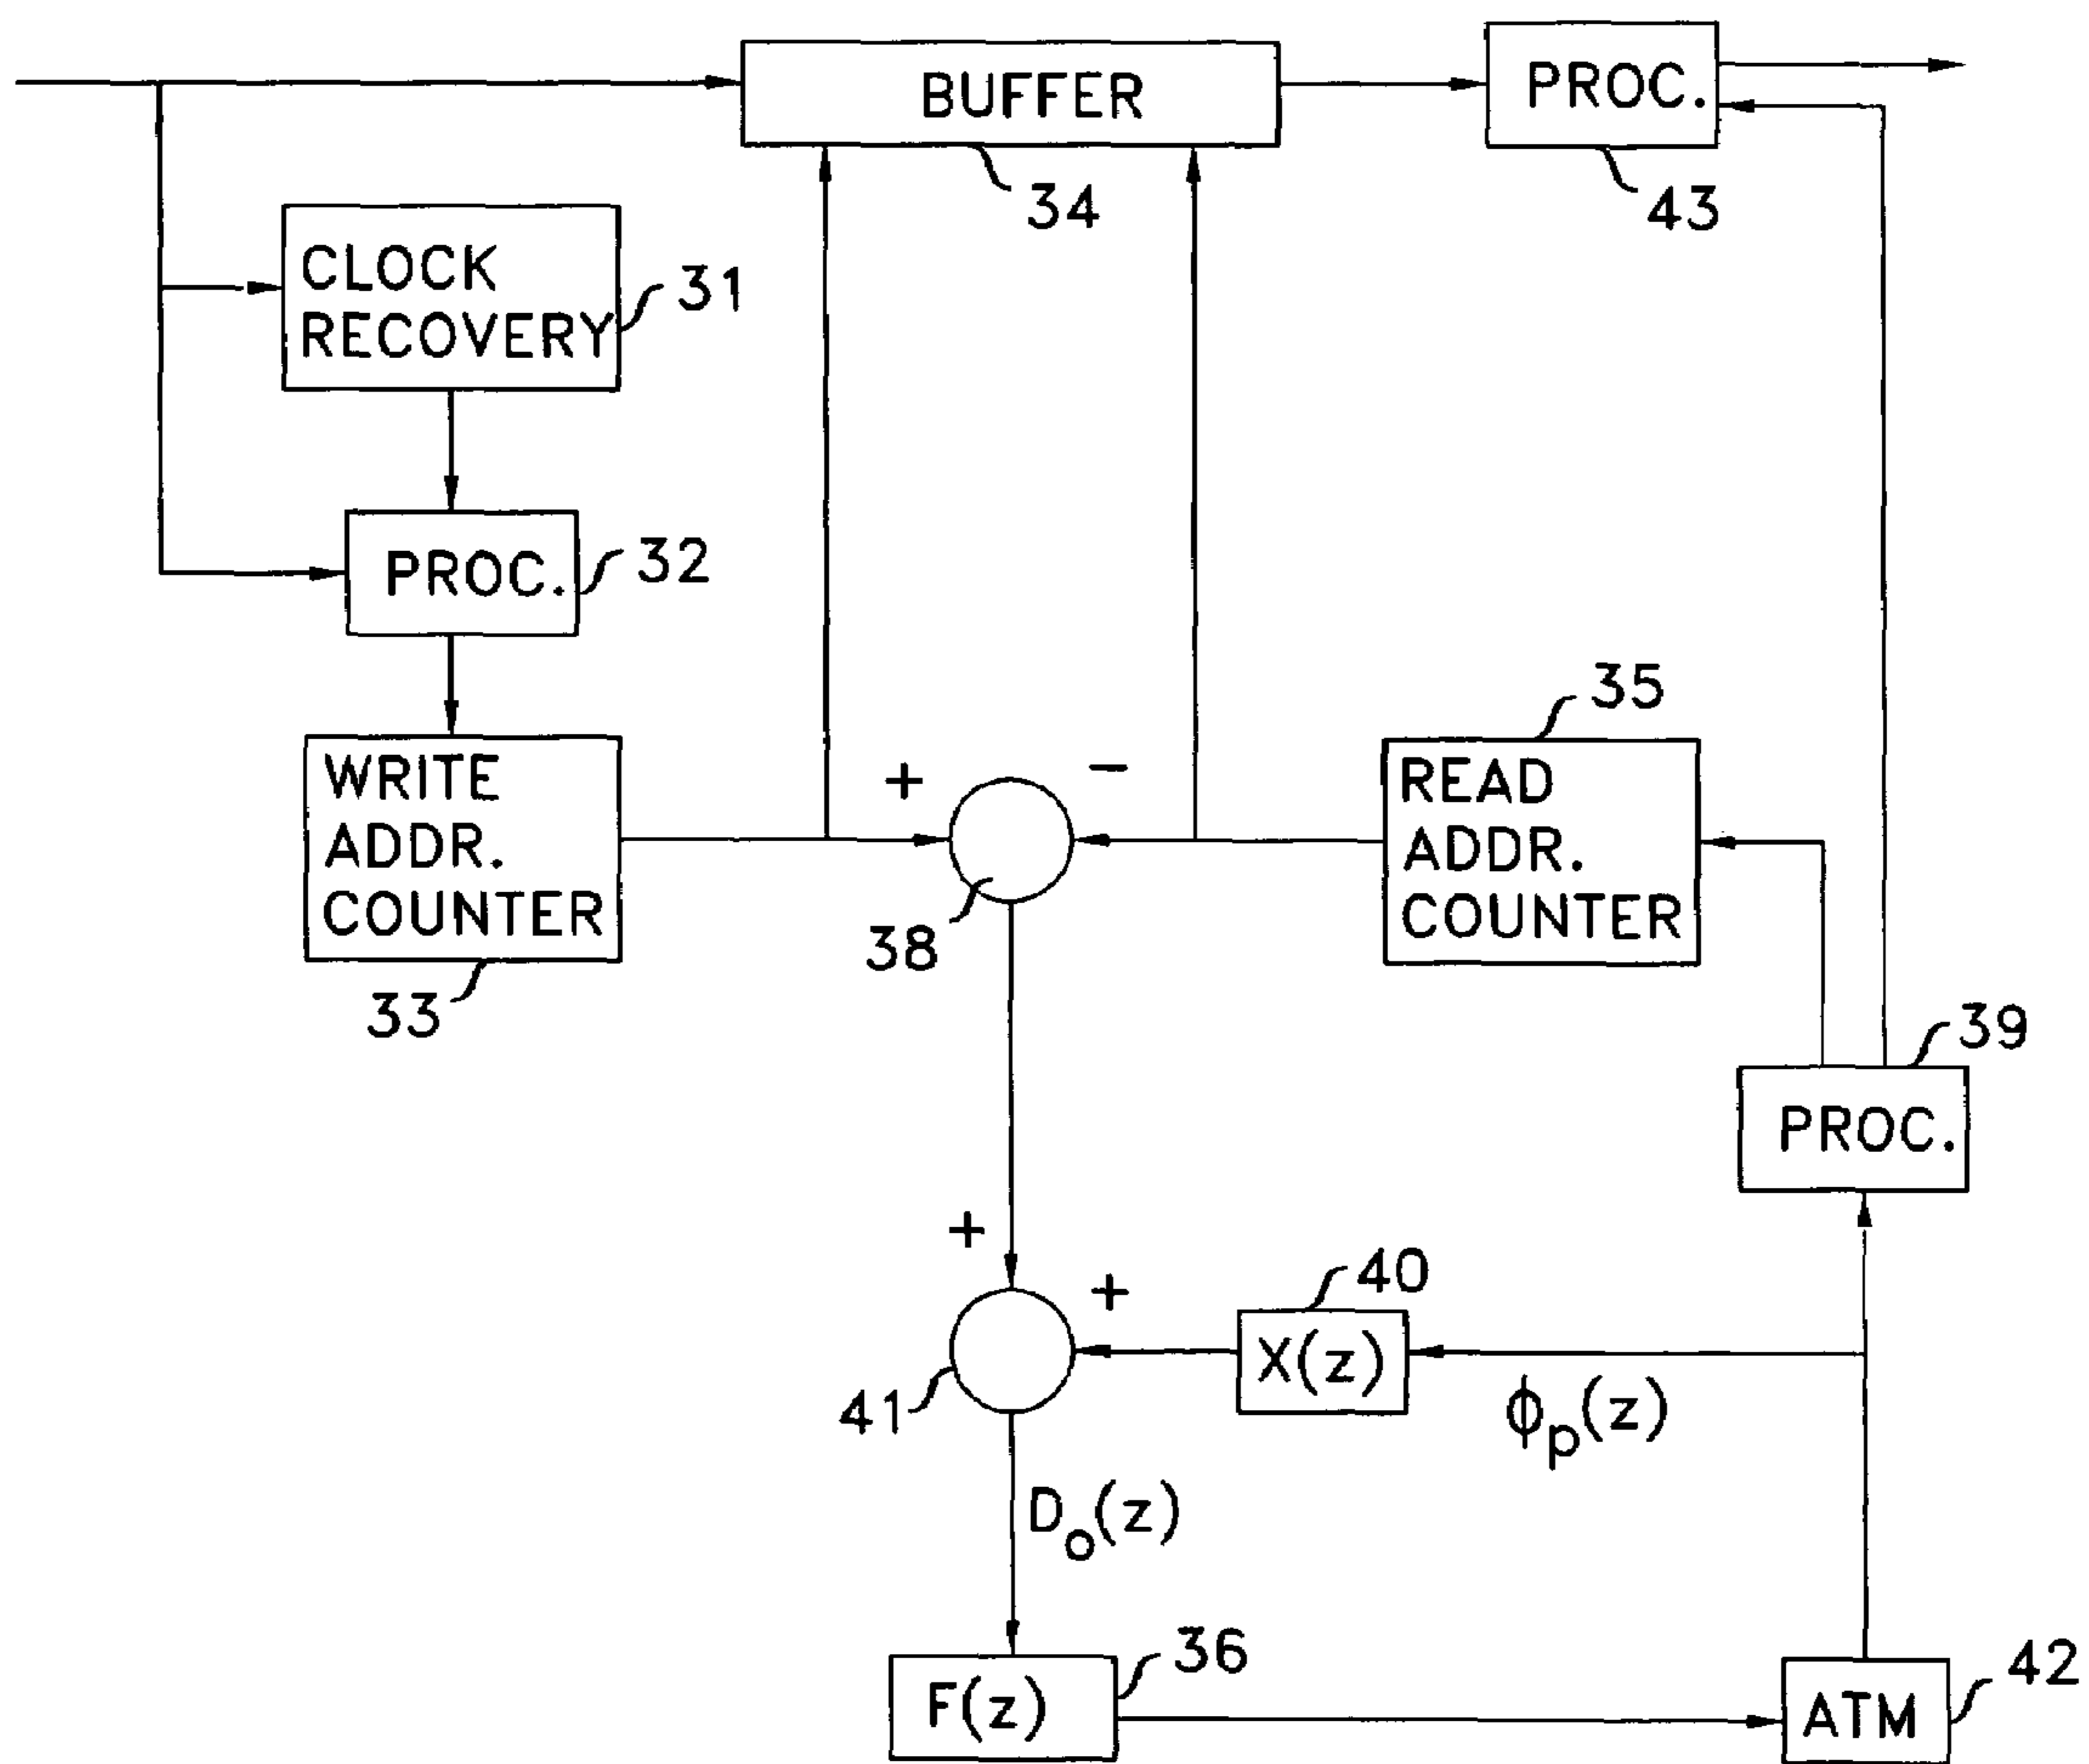 BUFFER
34
PROC.
43
CLOCK
RECOVERY
31
PROC.
32
WRITE
ADDR.
COUNTER
33
+
−
38
35
READ
ADDR.
COUNTER
39
PROC.
+
+
41
40
X(z)
ϕp(z)
Do(z)
F(z)
36
ATM
42